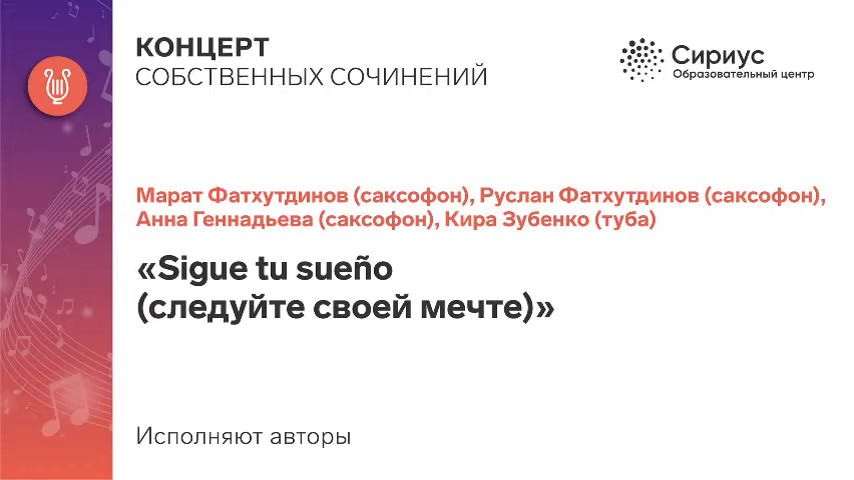 КОНЦЕРТ
СОБСТВЕННЫХ СОЧИНЕНИЙ
Сириус
Образовательный центр
Марат Фатхутдинов (саксофон), Руслан Фатхутдинов (саксофон),
Анна Геннадьева (саксофон), Кира Зубенко (туба)
«Sigue tu sueño
(следуйте своей мечте)»
Исполняют авторы